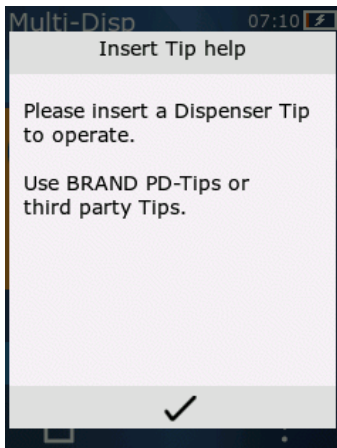 Multi-Disp 07:10
Insert Tip help
Please insert a Dispenser Tip
to operate.
Use BRAND PD-Tips or
third party Tips.